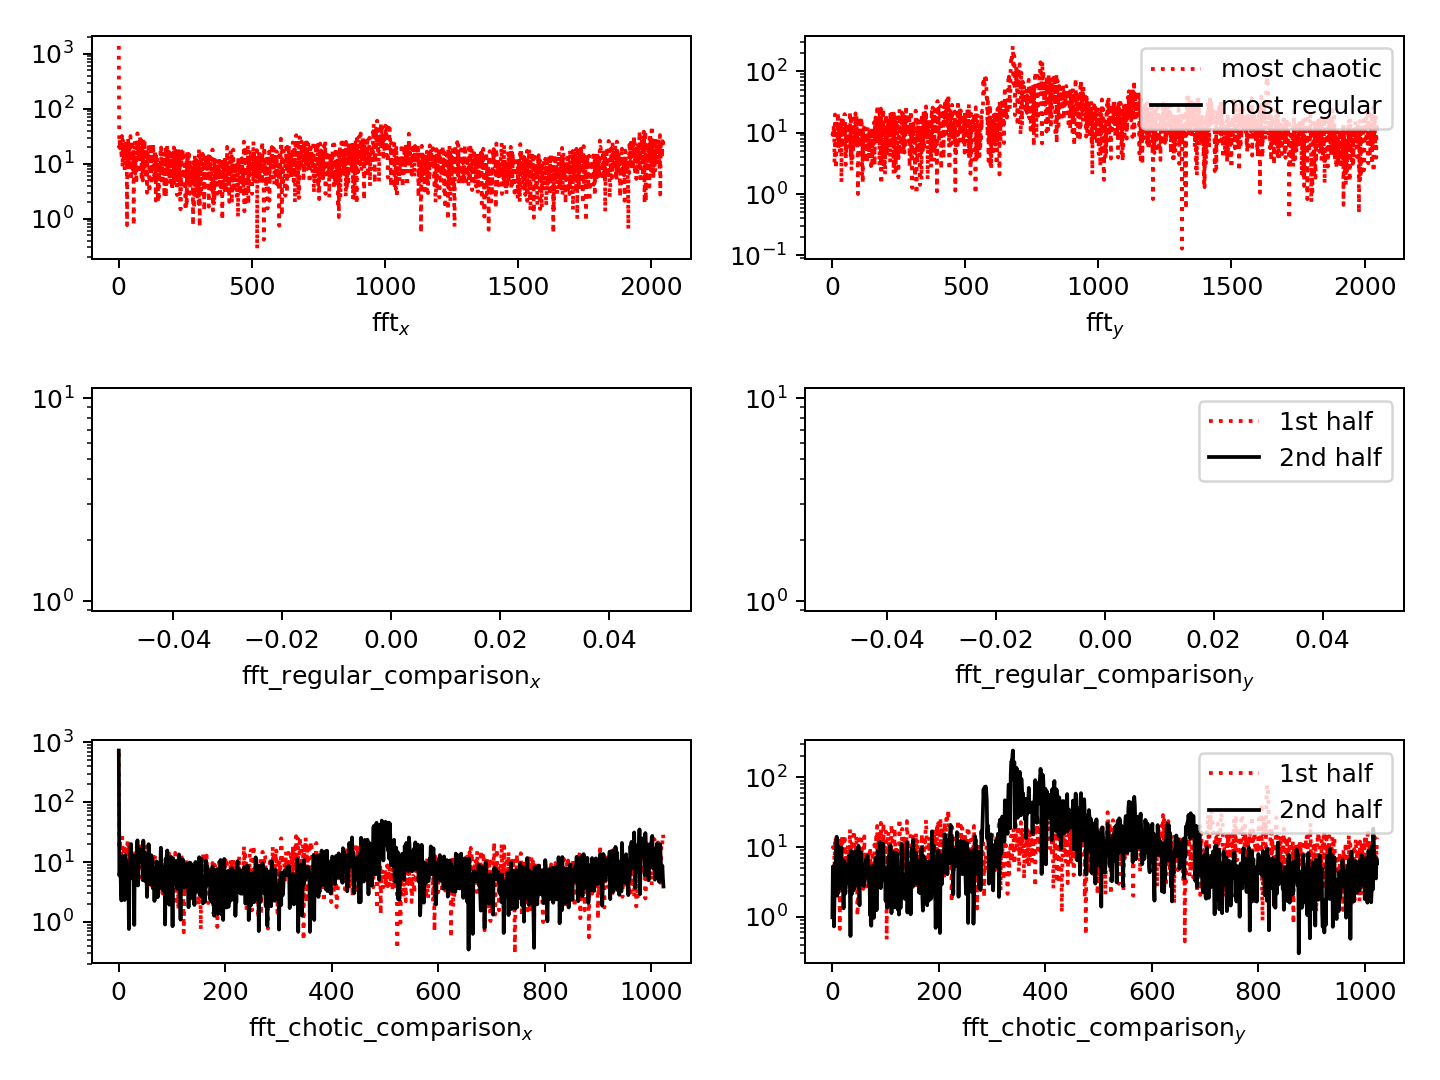 10³
10²
10¹
10⁰
0 500 1000 1500 2000
fftₓ
10²
10¹
10⁰
10⁻¹
most chaotic
most regular
0 500 1000 1500 2000
fft_y
10¹
10⁰
−0.04 −0.02 0.00 0.02 0.04
fft_regular_comparisonₓ
10¹
10⁰
1st half
2nd half
−0.04 −0.02 0.00 0.02 0.04
fft_regular_comparison_y
10³
10²
10¹
10⁰
0 200 400 600 800 1000
fft_chotic_comparisonₓ
10²
10¹
10⁰
1st half
2nd half
0 200 400 600 800 1000
fft_chotic_comparison_y